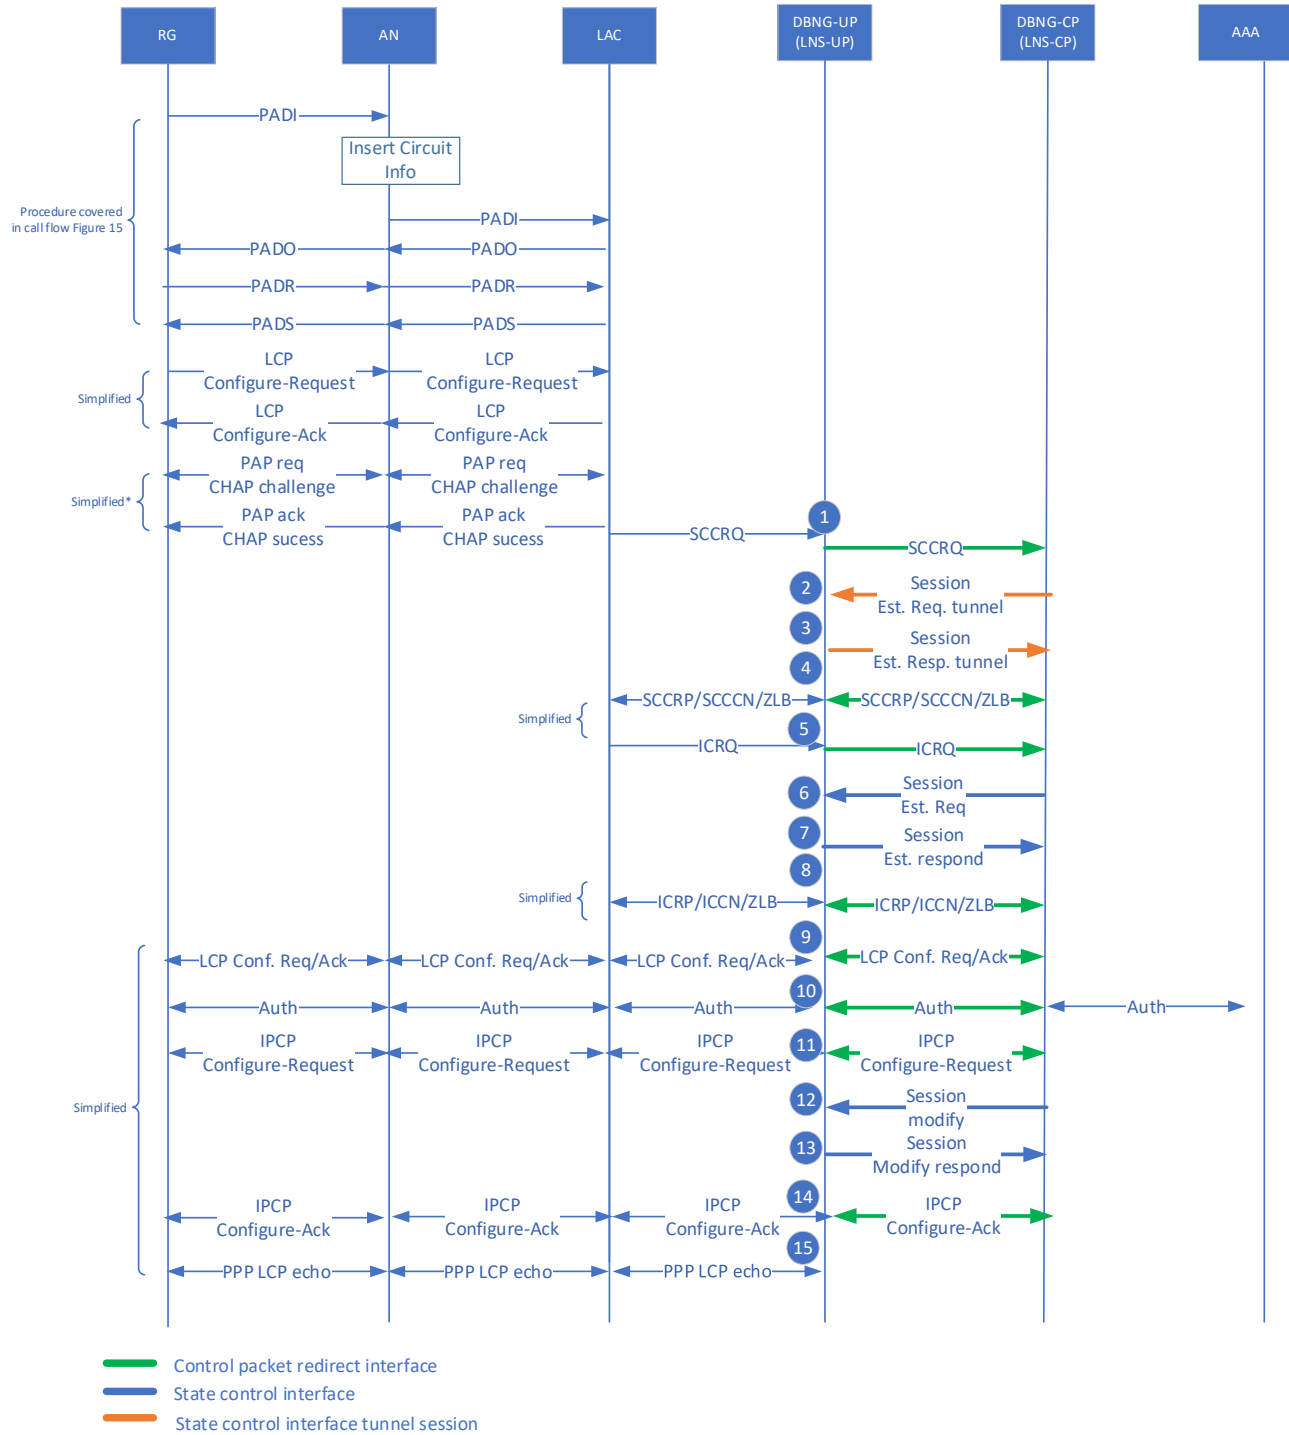 RG
AN
LAC
DBNG-UP
(LNS-UP)
DBNG-CP
(LNS-CP)
AAA
PADI
Insert Circuit
Info
Procedure covered
in call flow Figure 15
PADI
PADO
PADO
PADR
PADR
PADS
PADS
LCP
Configure-Request
LCP
Configure-Request
Simplified
LCP
Configure-Ack
LCP
Configure-Ack
PAP req
CHAP challenge
PAP req
CHAP challenge
Simplified*
PAP ack
CHAP sucess
PAP ack
CHAP sucess
1
SCCRQ
SCCRQ
2
Session
Est. Req. tunnel
3
Session
Est. Resp. tunnel
4
SCCRP/SCCCN/ZLB
SCCRP/SCCCN/ZLB
Simplified
5
ICRQ
ICRQ
6
Session
Est. Req
7
Session
Est. respond
8
Simplified
ICRP/ICCN/ZLB
ICRP/ICCN/ZLB
9
LCP Conf. Req/Ack
LCP Conf. Req/Ack
LCP Conf. Req/Ack
LCP Conf. Req/Ack
10
Auth
Auth
Auth
Auth
Auth
11
IPCP
Configure-Request
IPCP
Configure-Request
IPCP
Configure-Request
IPCP
Configure-Request
Simplified
12
Session
modify
13
Session
Modify respond
14
IPCP
Configure-Ack
IPCP
Configure-Ack
IPCP
Configure-Ack
IPCP
Configure-Ack
15
PPP LCP echo
PPP LCP echo
PPP LCP echo
Control packet redirect interface
State control interface
State control interface tunnel session